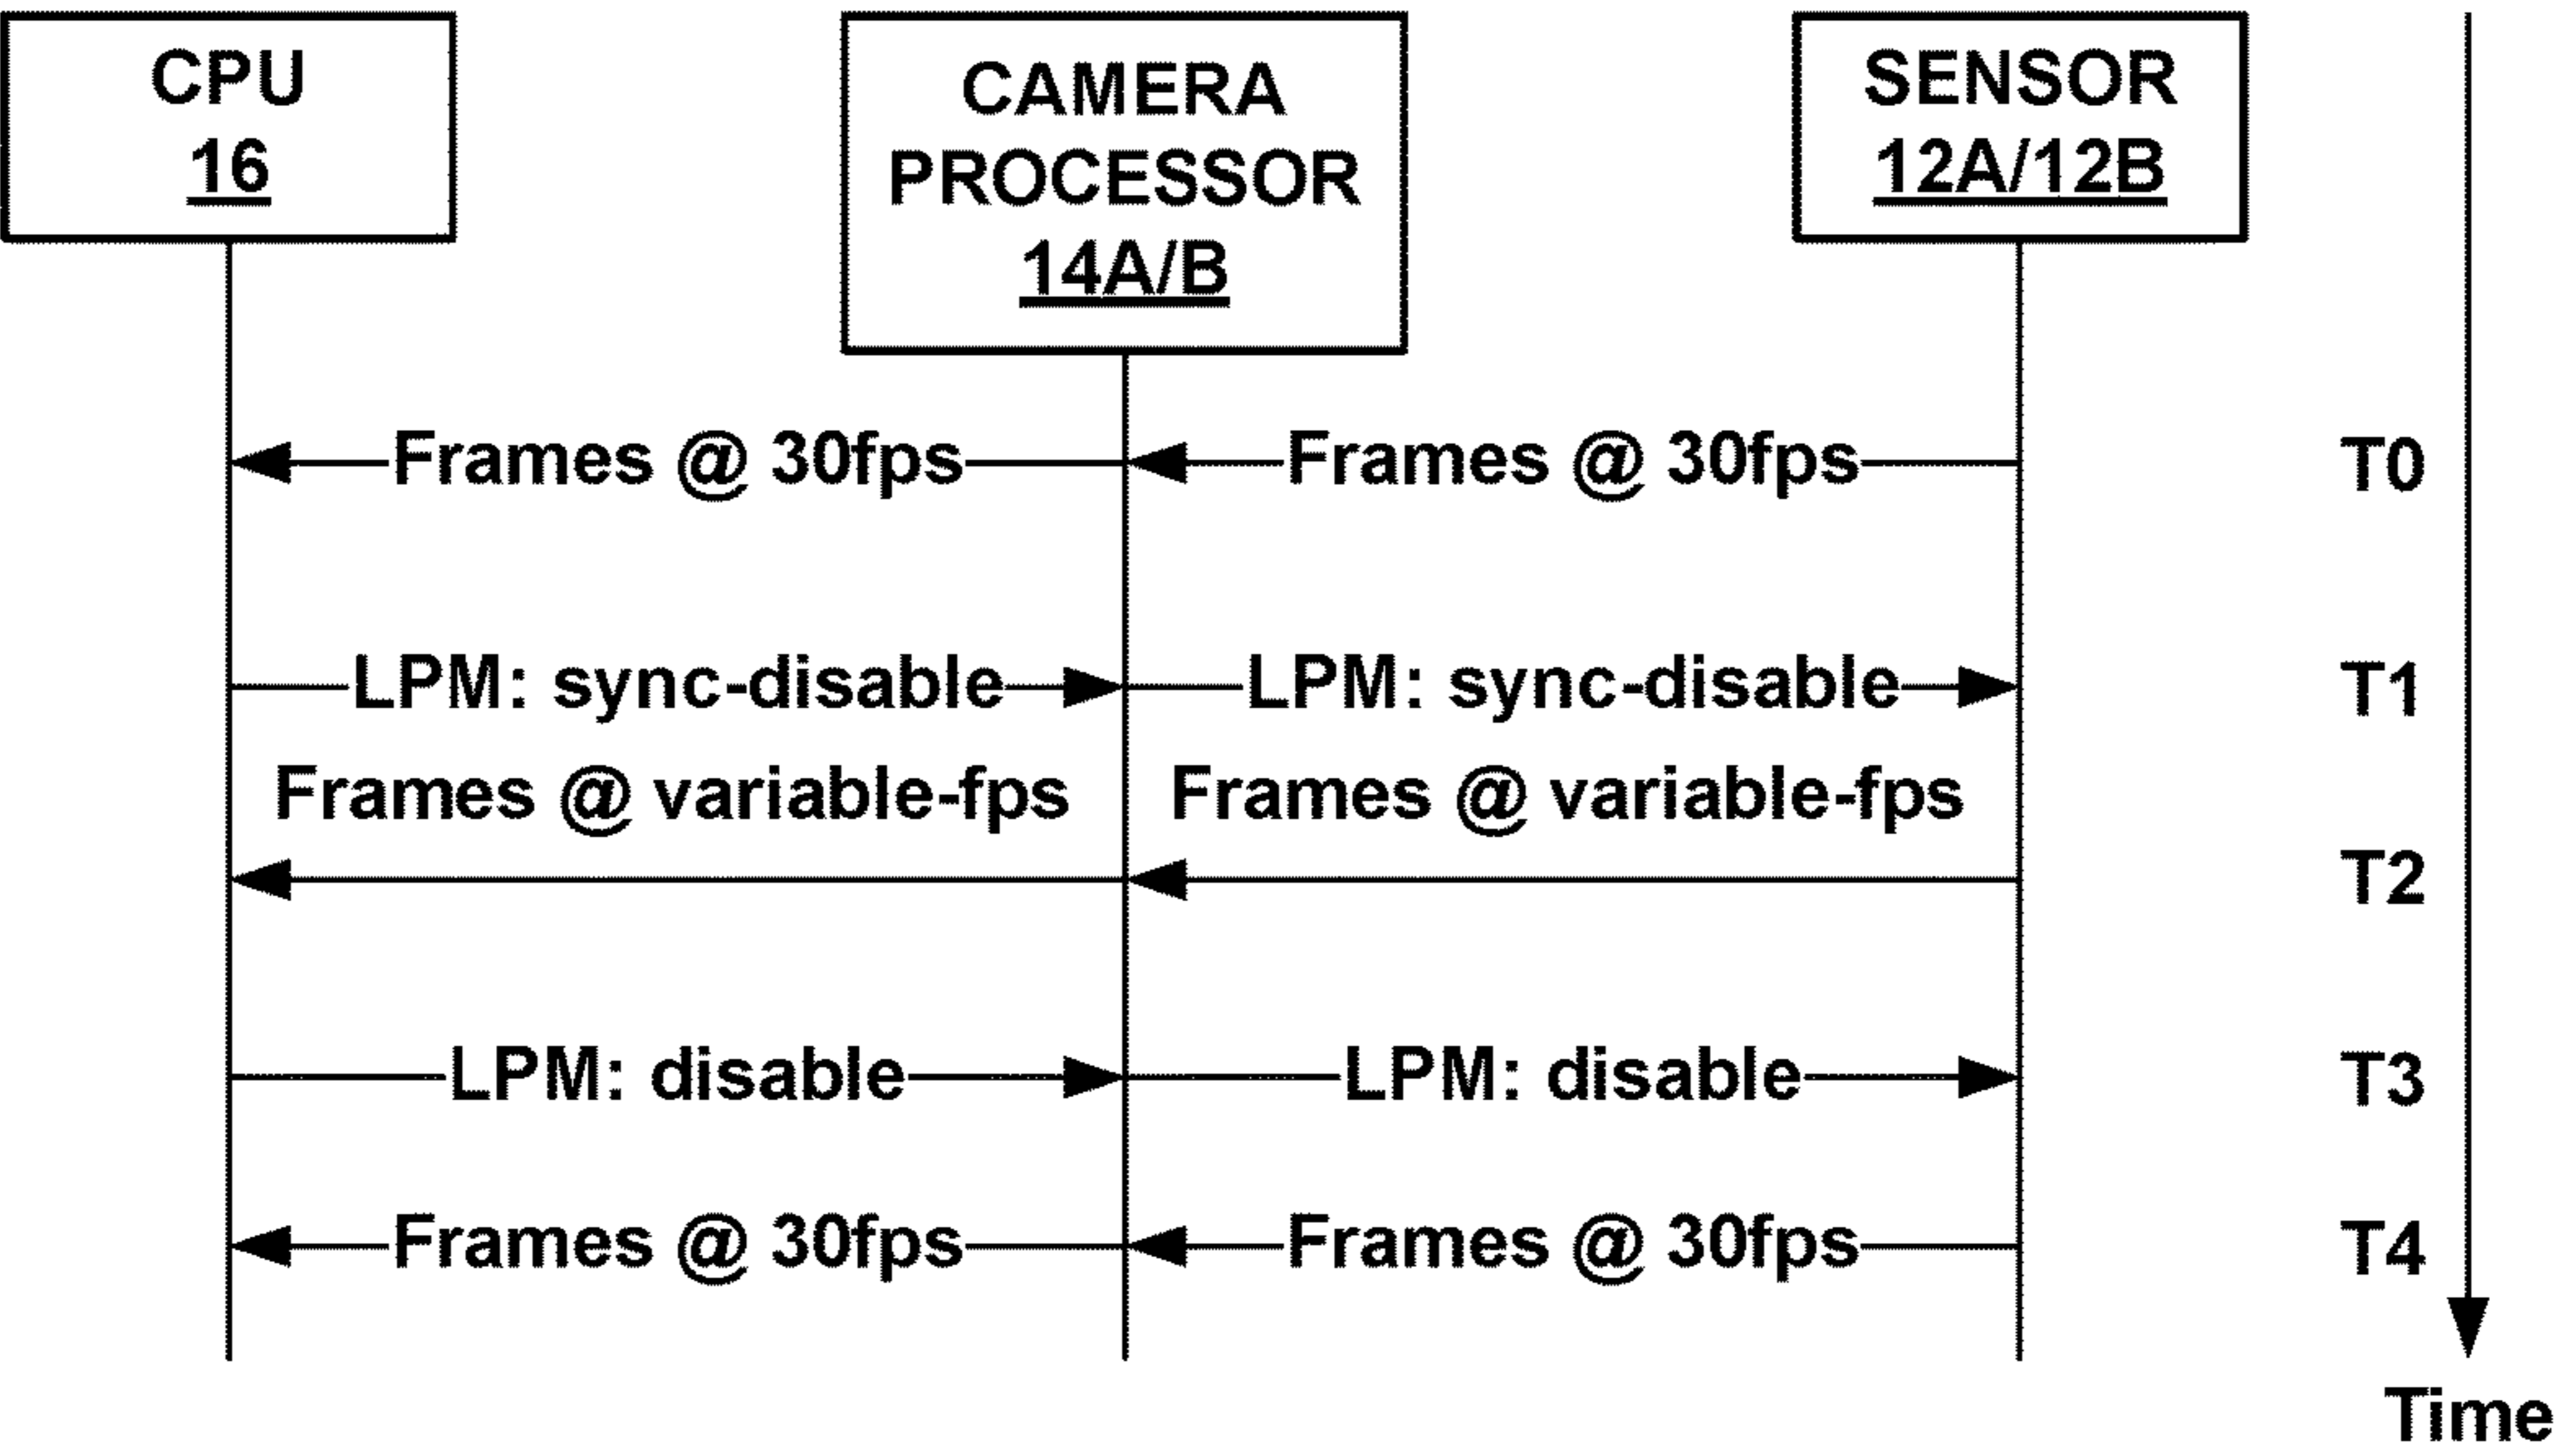 CPU
16
CAMERA
PROCESSOR
14A/B
SENSOR
12A/12B
Frames @ 30fps
Frames @ 30fps
T0
LPM: sync-disable
LPM: sync-disable
T1
Frames @ variable-fps
Frames @ variable-fps
T2
LPM: disable
LPM: disable
T3
Frames @ 30fps
Frames @ 30fps
T4
Time